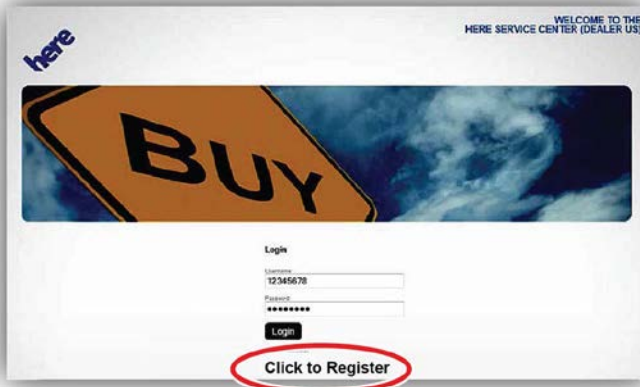 here
WELCOME TO THE
HERE SERVICE CENTER (DEALER US)
BUY
Login
Username
12345678
Password
●●●●●●●●
Login
Click to Register